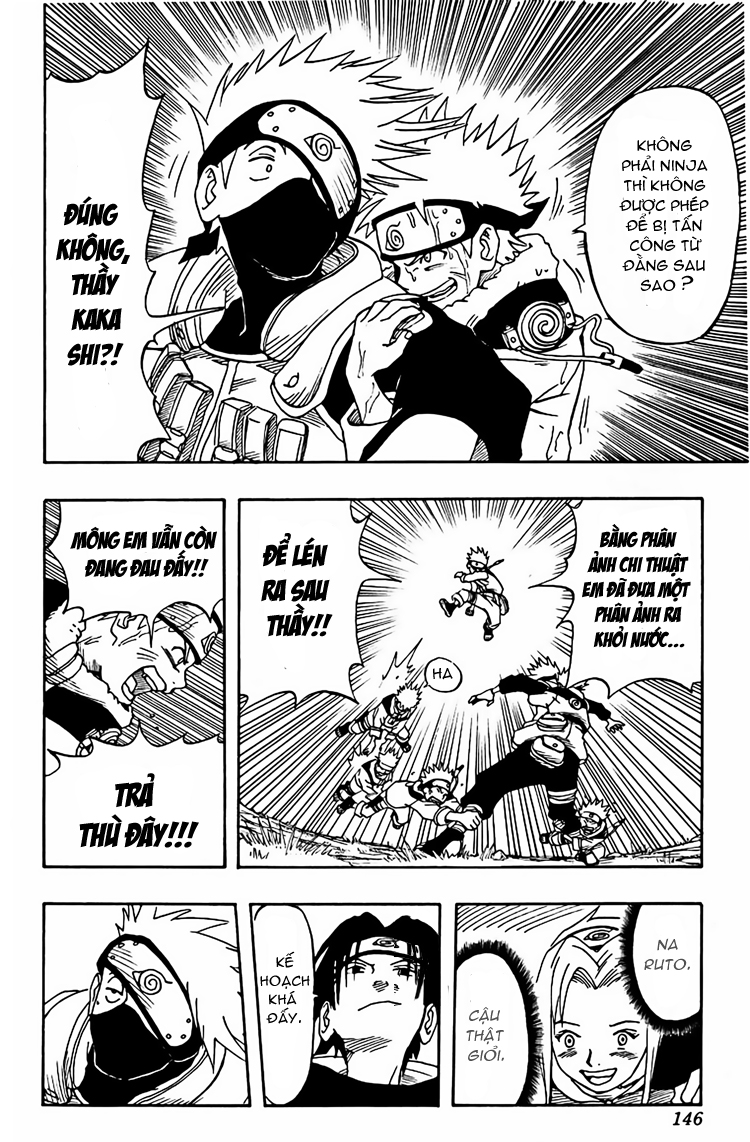 KHÔNG
PHẢI NINJA
THÌ KHÔNG
ĐƯỢC PHÉP
ĐỂ BỊ TẤN
CÔNG TỪ
ĐẰNG SAU
SAO?
ĐÚNG
KHÔNG,
THẦY
KAKA
SHI?!
BẰNG PHÂN
ẢNH CHI THUẬT
EM ĐÃ ĐƯA MỘT
PHÂN ẢNH RA
KHỎI NƯỚC...
ĐỂ LÉN
RA SAU
THẦY!!
HA
MÔNG EM VẪN CÒN
ĐANG ĐAU ĐẤY!!
TRẢ
THÙ ĐÂY!!!
NA
RUTO.
CẬU
THẬT
GIỎI.
KẾ
HOẠCH
KHÁ
ĐẤY.
146